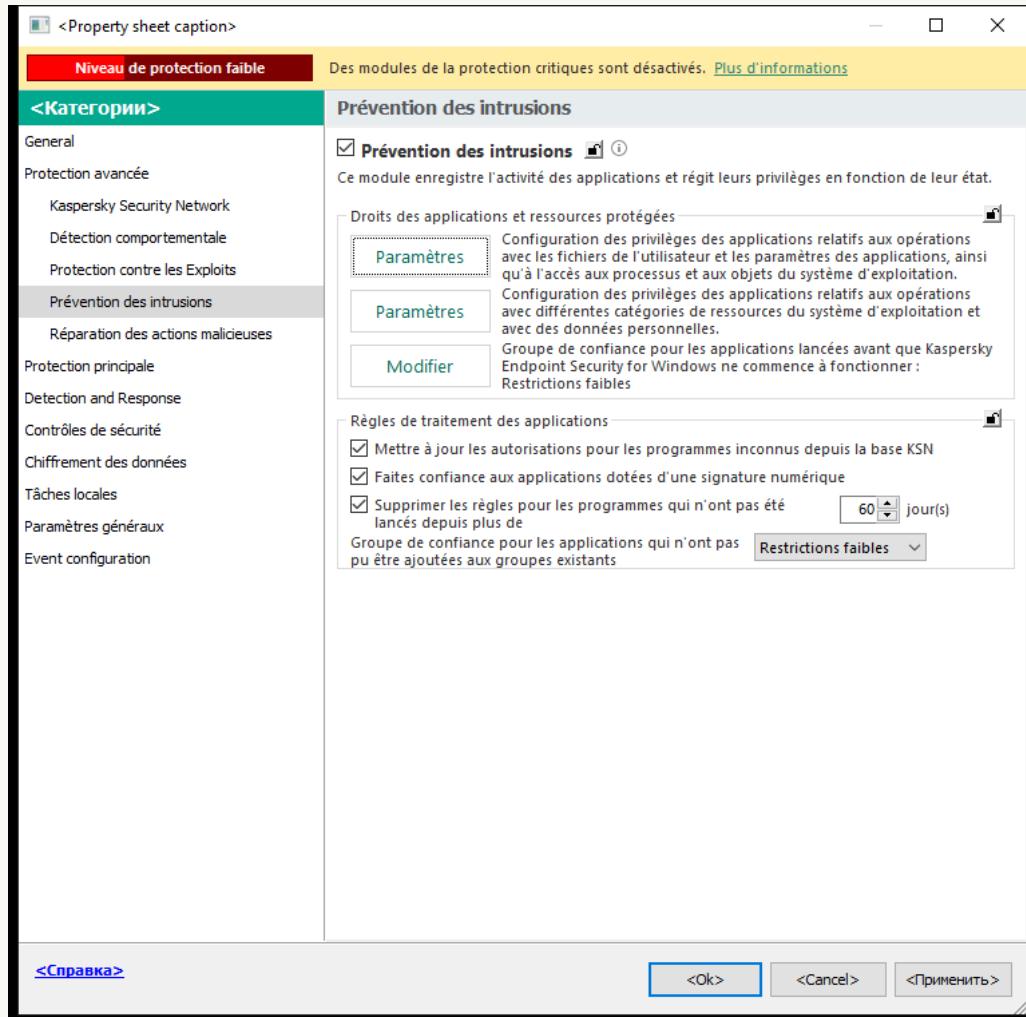 <Property sheet caption>
Niveau de protection faible
Des modules de la protection critiques sont désactivés. Plus d'informations
<Категории>
General
Protection avancée
Kaspersky Security Network
Détection comportementale
Protection contre les Exploits
Prévention des intrusions
Réparation des actions malicieuses
Protection principale
Detection and Response
Contrôles de sécurité
Chiffrement des données
Tâches locales
Paramètres généraux
Event configuration
Prévention des intrusions
Prévention des intrusions
Ce module enregistre l'activité des applications et régit leurs privilèges en fonction de leur état.
Droits des applications et ressources protégées
Paramètres
Configuration des privilèges des applications relatifs aux opérations
avec les fichiers de l'utilisateur et les paramètres des applications, ainsi
qu'à l'accès aux processus et aux objets du système d'exploitation.
Paramètres
Configuration des privilèges des applications relatifs aux opérations
avec différentes catégories de ressources du système d'exploitation et
avec des données personnelles.
Modifier
Groupe de confiance pour les applications lancées avant que Kaspersky
Endpoint Security for Windows ne commence à fonctionner :
Restrictions faibles
Règles de traitement des applications
Mettre à jour les autorisations pour les programmes inconnus depuis la base KSN
Faites confiance aux applications dotées d'une signature numérique
Supprimer les règles pour les programmes qui n'ont pas été
lancés depuis plus de
60 jour(s)
Groupe de confiance pour les applications qui n'ont pas
pu être ajoutées aux groupes existants
Restrictions faibles
<Справка>
<Ok>
<Cancel>
<Применить>